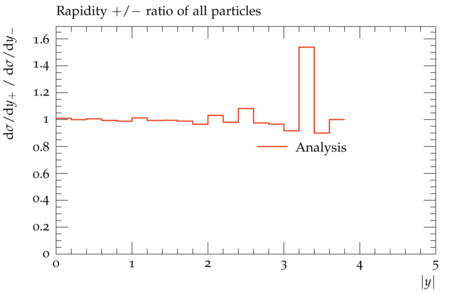 Rapidity +/− ratio of all particles
dσ/dy₊ / dσ/dy₋
1.6
1.4
1.2
1
0.8
0.6
0.4
0.2
0
Analysis
0 1 2 3 4 5
|y|